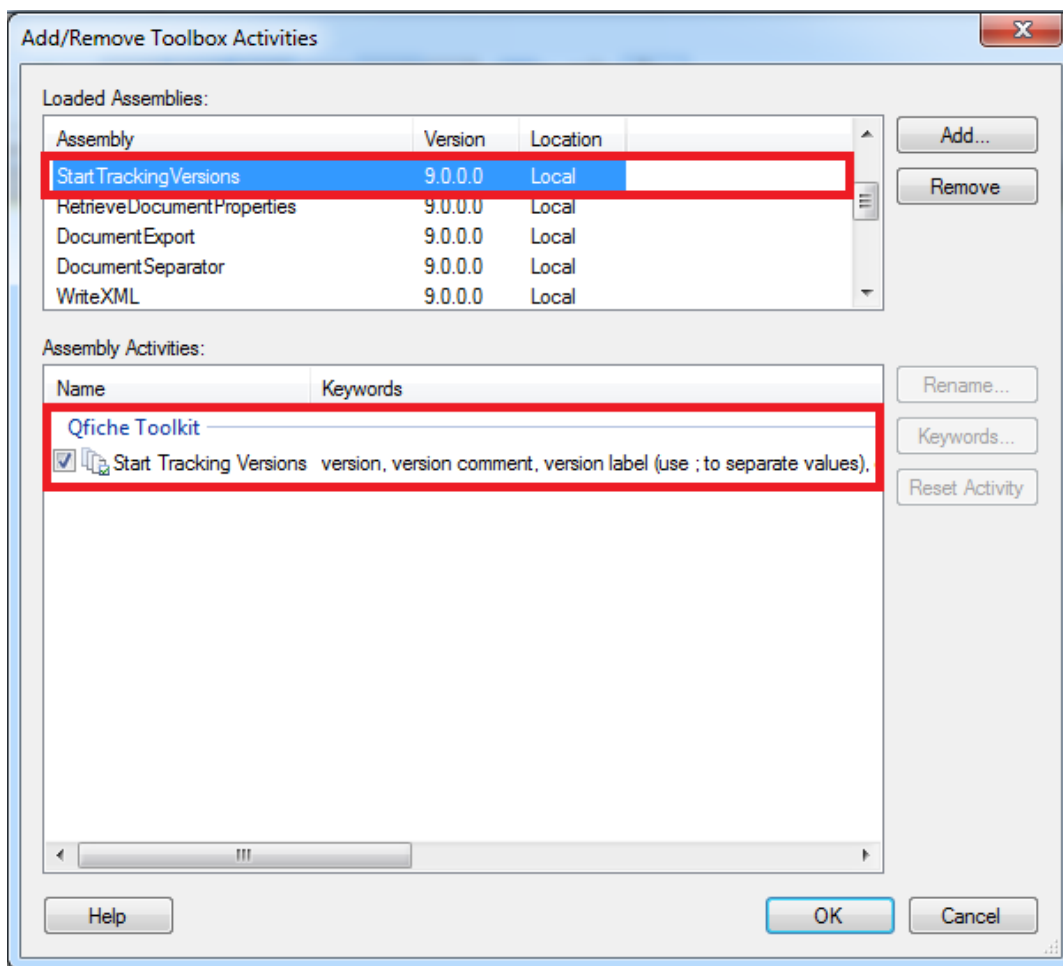 Add/Remove Toolbox Activities
Loaded Assemblies:
Assembly Version Location
StartTrackingVersions 9.0.0.0 Local
RetrieveDocumentProperties 9.0.0.0 Local
DocumentExport 9.0.0.0 Local
DocumentSeparator 9.0.0.0 Local
WriteXML 9.0.0.0 Local
Add...
Remove
Assembly Activities:
Name Keywords
Qfiche Toolkit
Start Tracking Versions version, version comment, version label (use ; to separate values),
Rename...
Keywords...
Reset Activity
Help OK Cancel